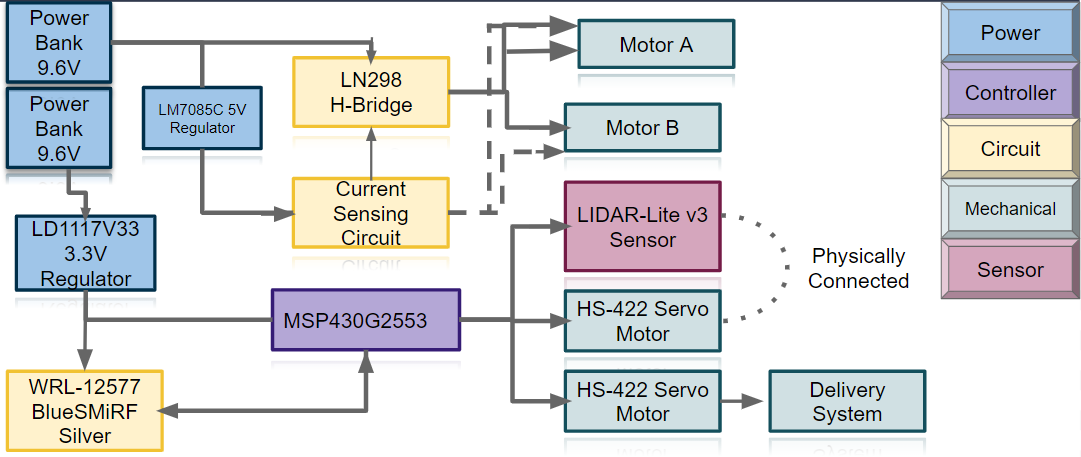 Power
Bank
9.6V
Power
Bank
9.6V
LM7085C 5V
Regulator
LN298
H-Bridge
Motor A
Motor B
Current
Sensing
Circuit
LD1117V33
3.3V
Regulator
LIDAR-Lite v3
Sensor
Physically
Connected
MSP430G2553
HS-422 Servo
Motor
WRL-12577
BlueSMiRF
Silver
HS-422 Servo
Motor
Delivery
System
Power
Controller
Circuit
Mechanical
Sensor